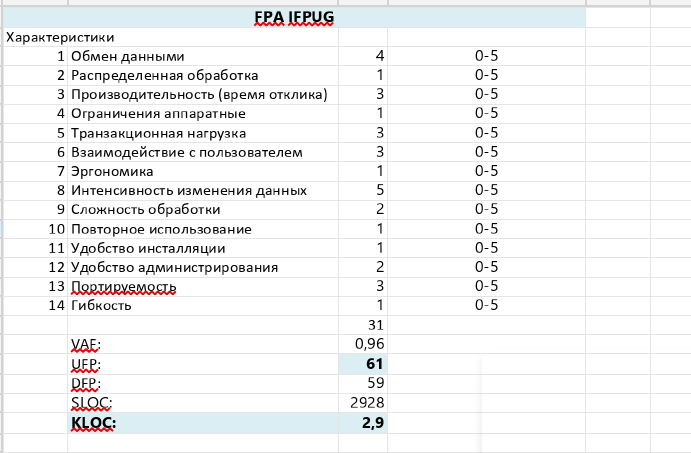 FPA IFPUG
Характеристики
1 Обмен данными 4 0-5
2 Распределенная обработка 1 0-5
3 Производительность (время отклика) 3 0-5
4 Ограничения аппаратные 1 0-5
5 Транзакционная нагрузка 3 0-5
6 Взаимодействие с пользователем 3 0-5
7 Эргономика 1 0-5
8 Интенсивность изменения данных 5 0-5
9 Сложность обработки 2 0-5
10 Повторное использование 1 0-5
11 Удобство инсталляции 1 0-5
12 Удобство администрирования 2 0-5
13 Портируемость 3 0-5
14 Гибкость 1 0-5
31
VAF: 0,96
UFP: 61
DFP: 59
SLOC: 2928
KLOC: 2,9